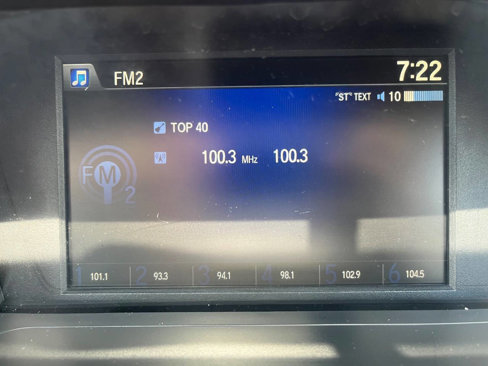 FM2 7:22
"ST" TEXT 10
TOP 40
100.3 MHz 100.3
FM 2
1 101.1 2 93.3 3 94.1 4 98.1 5 102.9 6 104.5